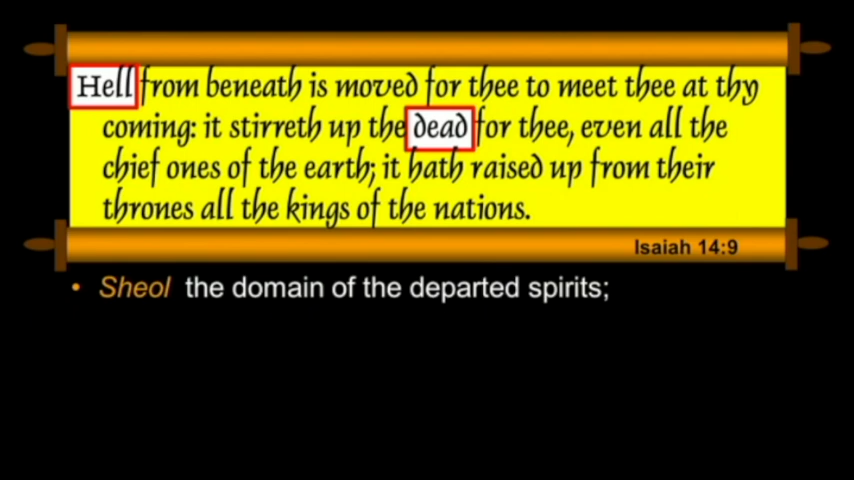 Hell from beneath is moved for thee to meet thee at thy
coming: it stirreth up the dead for thee, even all the
chief ones of the earth; it hath raised up from their
thrones all the kings of the nations.
Isaiah 14:9
• Sheol the domain of the departed spirits;